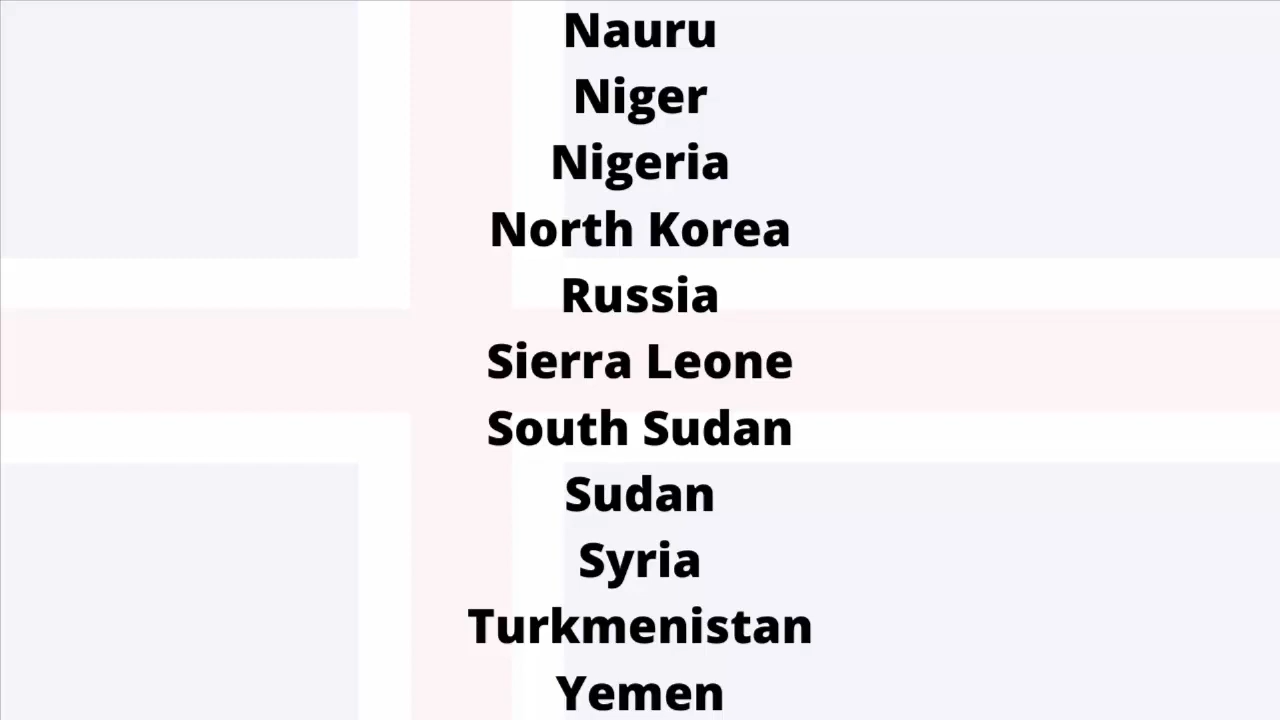 Nauru
Niger
Nigeria
North Korea
Russia
Sierra Leone
South Sudan
Sudan
Syria
Turkmenistan
Yemen